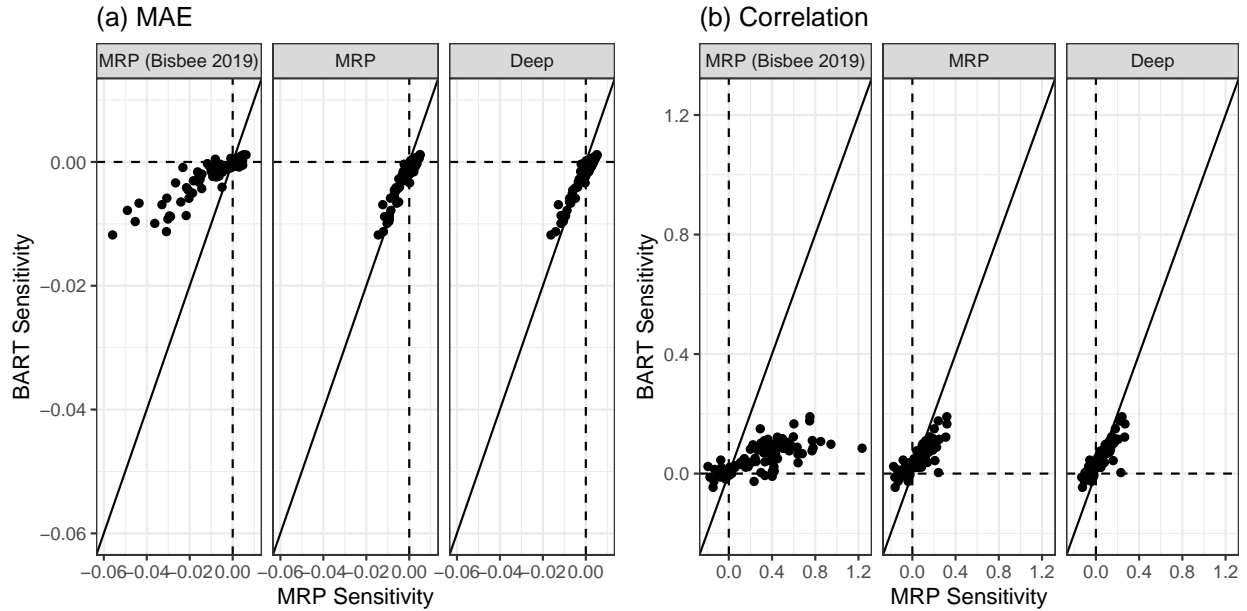 (a) MAE
MRP (Bisbee 2019)
MRP
Deep
0.00
−0.02
−0.04
−0.06
BART Sensitivity
−0.06−0.04−0.020.00
−0.06−0.04−0.020.00
−0.06−0.04−0.020.00
MRP Sensitivity
(b) Correlation
MRP (Bisbee 2019)
MRP
Deep
1.2
0.8
0.4
0.0
BART Sensitivity
0.0 0.4 0.8 1.2
0.0 0.4 0.8 1.2
0.0 0.4 0.8 1.2
MRP Sensitivity